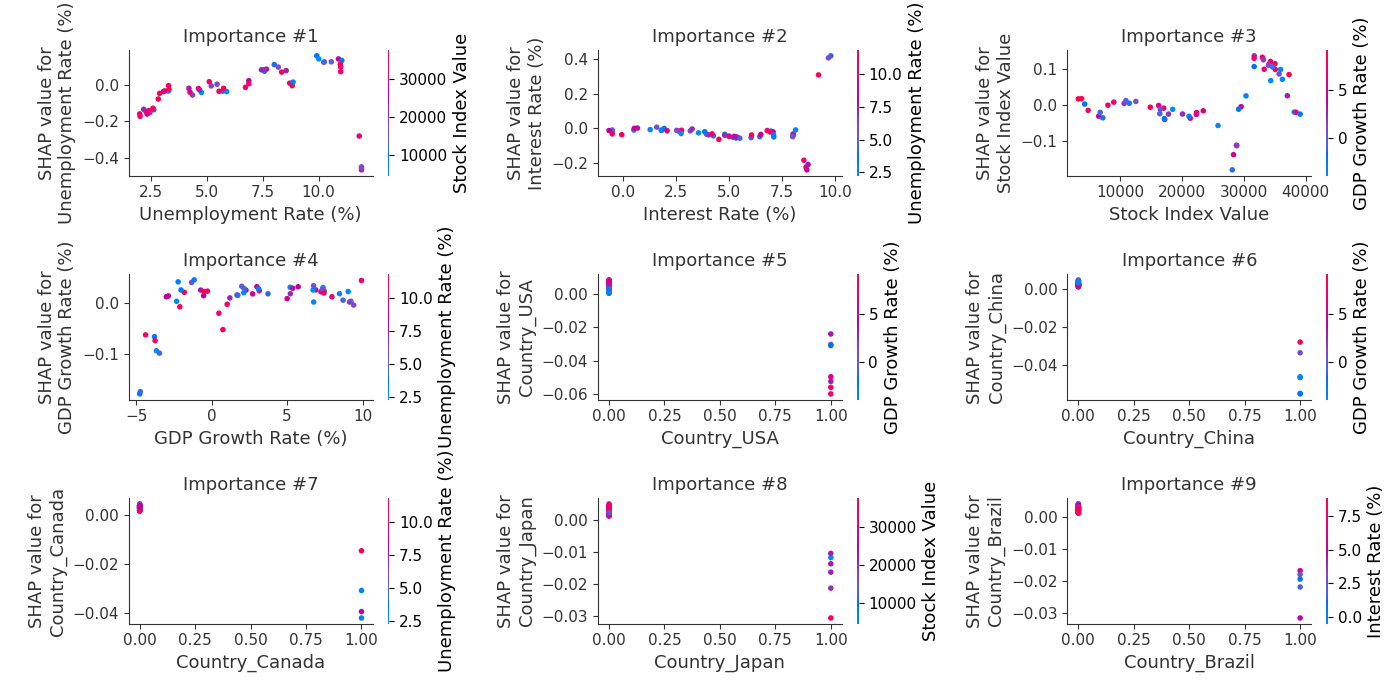 Importance #1
SHAP value for
Unemployment Rate (%)
0.0
−0.2
−0.4
2.5
5.0
7.5
10.0
Unemployment Rate (%)
30000
20000
10000
Stock Index Value
Importance #2
SHAP value for
Interest Rate (%)
0.4
0.2
0.0
−0.2
0.0
2.5
5.0
7.5
10.0
Interest Rate (%)
10.0
7.5
5.0
2.5
Unemployment Rate (%)
Importance #3
SHAP value for
Stock Index Value
0.1
0.0
−0.1
10000
20000
30000
40000
Stock Index Value
5
0
GDP Growth Rate (%)
Importance #4
SHAP value for
GDP Growth Rate (%)
0.0
−0.1
−5
0
5
10
GDP Growth Rate (%)
10.0
7.5
5.0
2.5
Unemployment Rate (%)
Importance #5
SHAP value for
Country_USA
0.00
−0.02
−0.04
−0.06
0.00
0.25
0.50
0.75
1.00
Country_USA
5
0
GDP Growth Rate (%)
Importance #6
SHAP value for
Country_China
0.00
−0.02
−0.04
0.00
0.25
0.50
0.75
1.00
Country_China
5
0
GDP Growth Rate (%)
Importance #7
SHAP value for
Country_Canada
0.00
−0.02
−0.04
0.00
0.25
0.50
0.75
1.00
Country_Canada
10.0
7.5
5.0
2.5
Unemployment Rate (%)
Importance #8
SHAP value for
Country_Japan
0.00
−0.01
−0.02
−0.03
0.00
0.25
0.50
0.75
1.00
Country_Japan
30000
20000
10000
Stock Index Value
Importance #9
SHAP value for
Country_Brazil
0.00
−0.01
−0.02
−0.03
0.00
0.25
0.50
0.75
1.00
Country_Brazil
7.5
5.0
2.5
0.0
Interest Rate (%)